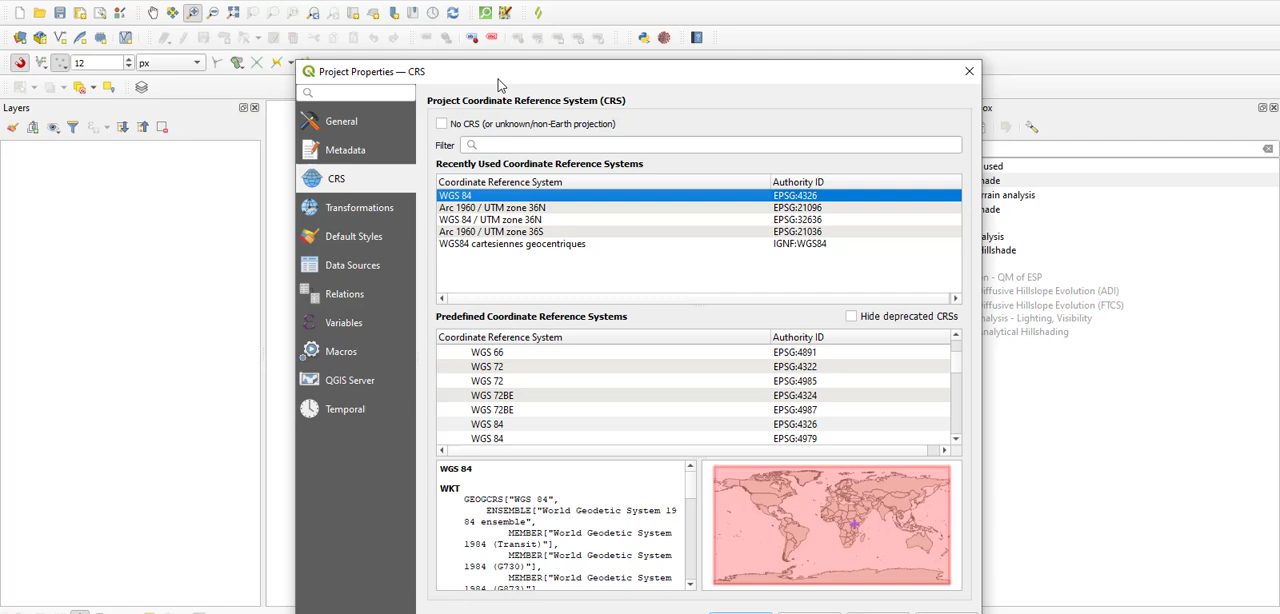 12
px
Project Properties — CRS
Layers
General
Metadata
CRS
Transformations
Default Styles
Data Sources
Relations
Variables
Macros
QGIS Server
Temporal
Project Coordinate Reference System (CRS)
No CRS (or unknown/non-Earth projection)
Filter
Recently Used Coordinate Reference Systems
Coordinate Reference System Authority ID
WGS 84 EPSG:4326
Arc 1960 / UTM zone 36N EPSG:21096
WGS 84 / UTM zone 36N EPSG:32636
Arc 1960 / UTM zone 36S EPSG:21036
WGS84 cartesiennes geocentriques IGNF:WGS84
Predefined Coordinate Reference Systems Hide deprecated CRSs
Coordinate Reference System Authority ID
WGS 66 EPSG:4891
WGS 72 EPSG:4322
WGS 72 EPSG:4985
WGS 72BE EPSG:4324
WGS 72BE EPSG:4987
WGS 84 EPSG:4326
WGS 84 EPSG:4979
WGS 84
WKT
GEOGCRS["WGS 84",
ENSEMBLE["World Geodetic System 19
84 ensemble",
MEMBER["World Geodetic System
1984 (Transit)"],
MEMBER["World Geodetic System
1984 (G730)"],
MEMBER["World Geodetic System
1984 (G873)"],
ox
used
ade
rrain analysis
ade
alysis
illshade
n - QM of ESP
iffusive Hillslope Evolution (ADI)
iffusive Hillslope Evolution (FTCS)
nalysis - Lighting, Visibility
nalytical Hillshading